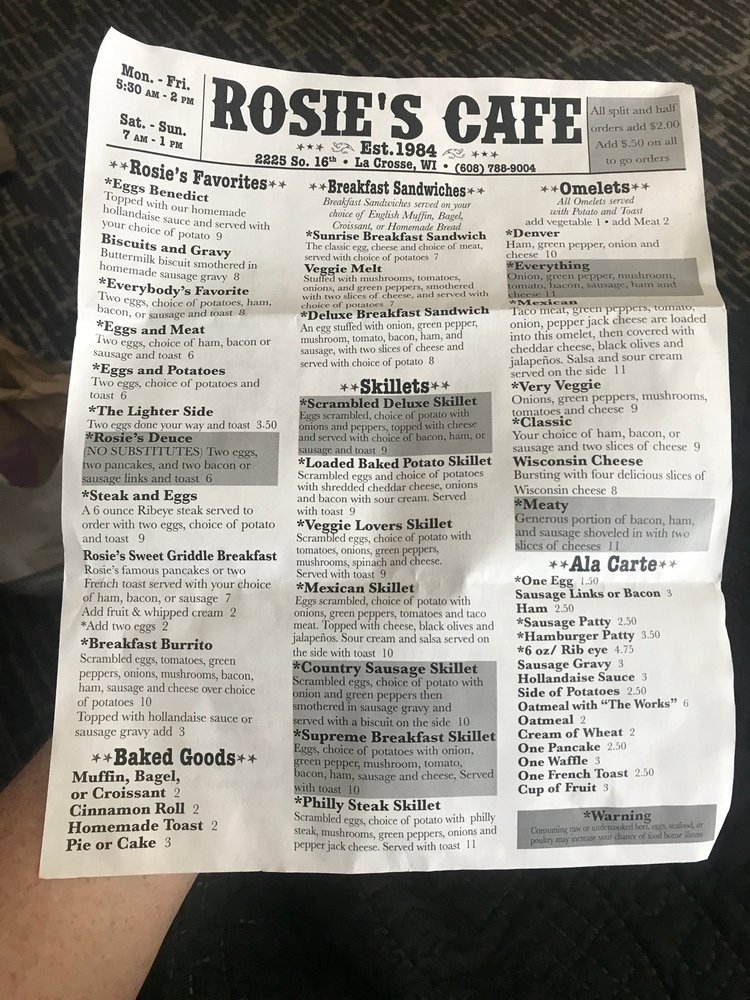 Mon. - Fri.
5:30 AM - 2 PM
Sat. - Sun.
7 AM - 1 PM
ROSIE'S CAFE
Est.1984
2225 So. 16th • La Crosse, WI • (608) 788-9004
All split and half
orders add $2.00
Add $.50 on all
to go orders
Rosie's Favorites
*Eggs Benedict
Topped with our homemade
hollandaise sauce and served with
your choice of potato 9
Biscuits and Gravy
Buttermilk biscuit smothered in
homemade sausage gravy 8
*Everybody's Favorite
Two eggs, choice of potatoes, ham,
bacon, or sausage and toast 8
*Eggs and Meat
Two eggs, choice of ham, bacon or
sausage and toast 6
*Eggs and Potatoes
Two eggs, choice of potatoes and
toast 6
*The Lighter Side
Two eggs done your way and toast 3.50
*Rosie's Deuce
(NO SUBSTITUTES) Two eggs,
two pancakes, and two bacon or
sausage links and toast 6
*Steak and Eggs
A 6 ounce Ribeye steak served to
order with two eggs, choice of potato
and toast 9
Rosie's Sweet Griddle Breakfast
Rosie's famous pancakes or two
French toast served with your choice
of ham, bacon, or sausage 7
Add fruit & whipped cream 2
*Add two eggs 2
*Breakfast Burrito
Scrambled eggs, tomatoes, green
peppers, onions, mushrooms, bacon,
ham, sausage and cheese over choice
of potatoes 10
Topped with hollandaise sauce or
sausage gravy add 3
Baked Goods
Muffin, Bagel,
or Croissant 2
Cinnamon Roll 2
Homemade Toast 2
Pie or Cake 3
Breakfast Sandwiches
Breakfast Sandwiches served on your
choice of English Muffin, Bagel,
Croissant, or Homemade Bread
*Sunrise Breakfast Sandwich
The classic egg, cheese and choice of meat,
served with choice of potatoes 7
Veggie Melt
Stuffed with mushrooms, tomatoes,
onions, and green peppers, smothered
with two slices of cheese, and served with
choice of potatoes 7
*Deluxe Breakfast Sandwich
An egg stuffed with onion, green pepper,
mushroom, tomato, bacon, ham, and
sausage, with two slices of cheese and
served with choice of potato 8
Skillets
*Scrambled Deluxe Skillet
Eggs scrambled, choice of potato with
onions and peppers, topped with cheese
and served with choice of bacon, ham, or
sausage and toast 9
*Loaded Baked Potato Skillet
Scrambled eggs and choice of potatoes
with shredded cheddar cheese, onions
and bacon with sour cream. Served
with toast 9
*Veggie Lovers Skillet
Scrambled eggs, choice of potato with
tomatoes, onions, green peppers,
mushrooms, spinach and cheese.
Served with toast 9
*Mexican Skillet
Eggs scrambled, choice of potato with
onions, green peppers, tomatoes and taco
meat. Topped with cheese, black olives and
jalapeños. Sour cream and salsa served on
the side with toast 10
*Country Sausage Skillet
Scrambled eggs, choice of potato with
onion and green peppers then
smothered in sausage gravy and
served with a biscuit on the side 10
*Supreme Breakfast Skillet
Eggs, choice of potatoes with onion,
green pepper, mushroom, tomato,
bacon, ham, sausage and cheese, Served
with toast 10
*Philly Steak Skillet
Scrambled eggs, choice of potato with philly
steak, mushrooms, green peppers, onions and
pepper jack cheese. Served with toast 11
Omelets
All Omelets served
with Potato and Toast
add vegetable 1 • add Meat 2
*Denver
Ham, green pepper, onion and
cheese 10
*Everything
Onion, green pepper, mushroom,
tomato, bacon, sausage, ham and
cheese 11
*Mexican
Taco meat, green peppers, tomato,
onion, pepper jack cheese are loaded
into this omelet, then covered with
cheddar cheese, black olives and
jalapeños. Salsa and sour cream
served on the side 11
*Very Veggie
Onions, green peppers, mushrooms,
tomatoes and cheese 9
*Classic
Your choice of ham, bacon, or
sausage and two slices of cheese 9
Wisconsin Cheese
Bursting with four delicious slices of
Wisconsin cheese 8
*Meaty
Generous portion of bacon, ham,
and sausage shoveled in with two
slices of cheeses 11
Ala Carte
*One Egg 1.50
Sausage Links or Bacon 3
Ham 2.50
*Sausage Patty 2.50
*Hamburger Patty 3.50
*6 oz/ Rib eye 4.75
Sausage Gravy 3
Hollandaise Sauce 3
Side of Potatoes 2.50
Oatmeal with "The Works" 6
Oatmeal 2
Cream of Wheat 2
One Pancake 2.50
One Waffle 3
One French Toast 2.50
Cup of Fruit 3
*Warning
Consuming raw or undercooked beef, eggs, seafood, or
poultry may increase your chance of food borne illness